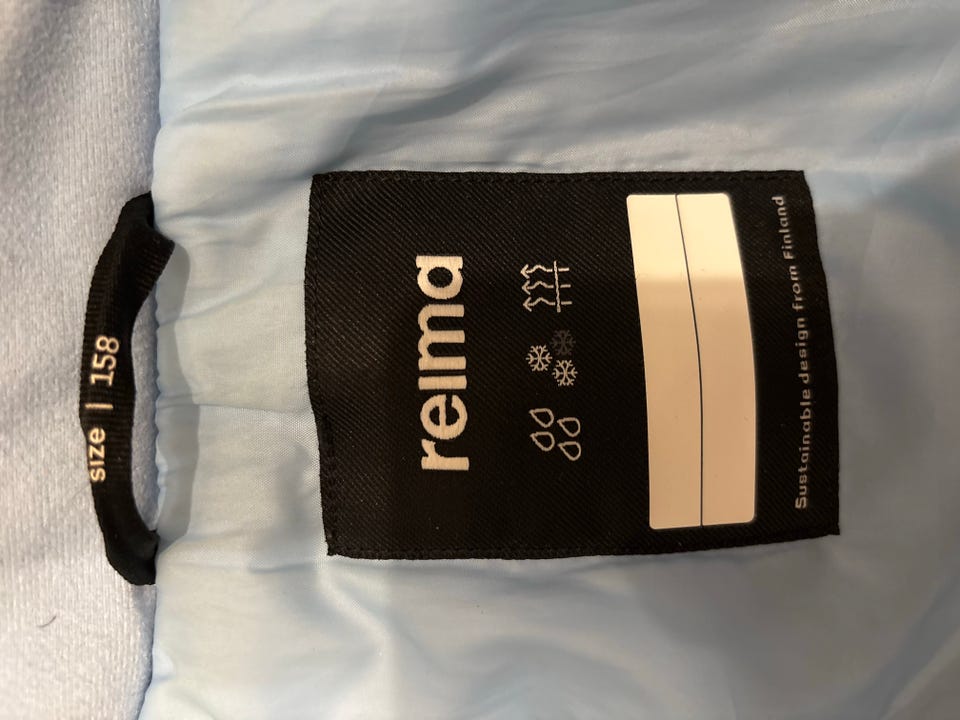 size | 158
reima
Sustainable design from Finland